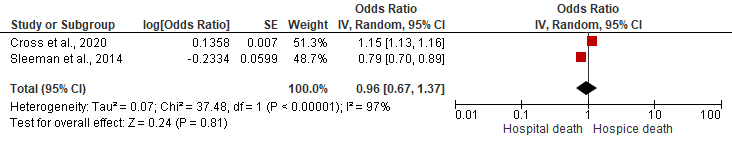 Odds Ratio Odds Ratio
Study or Subgroup log[Odds Ratio] SE Weight IV, Random, 95% CI IV, Random, 95% CI
Cross et al., 2020 0.1358 0.007 51.3% 1.15 [1.13, 1.16]
Sleeman et al., 2014 -0.2334 0.0599 48.7% 0.79 [0.70, 0.89]
Total (95% CI) 100.0% 0.96 [0.67, 1.37]
Heterogeneity: Tau² = 0.07; Chi² = 37.48, df = 1 (P < 0.00001); I² = 97%
Test for overall effect: Z = 0.24 (P = 0.81)
0.01 0.1 1 10 100
Hospital death Hospice death